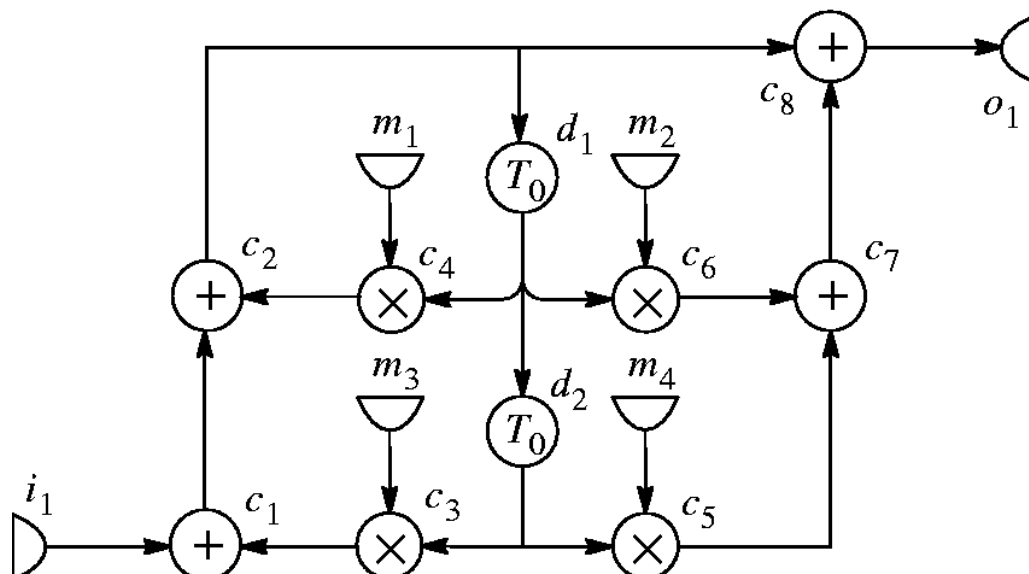 +
c₈
o₁
m₁
d₁
m₂
T₀
c₂
c₄
c₆
c₇
+
×
×
+
m₃
d₂
m₄
T₀
i₁
c₁
c₃
c₅
+
×
×